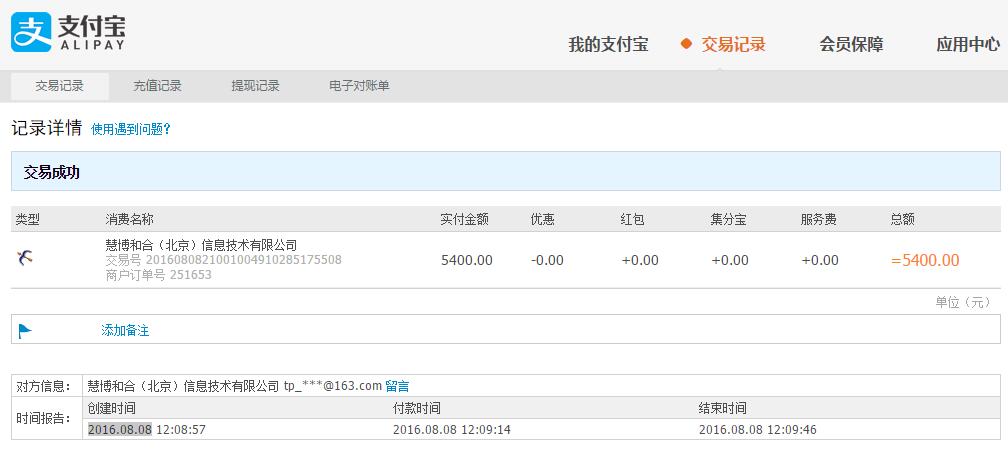 支付宝
ALIPAY
我的支付宝 交易记录 会员保障 应用中心
交易记录 充值记录 提现记录 电子对账单
记录详情 使用遇到问题?
交易成功
类型 消费名称 实付金额 优惠 红包 集分宝 服务费 总额
慧博和合（北京）信息技术有限公司
交易号 2016080821001004910285175508
商户订单号 251653
5400.00 -0.00 +0.00 +0.00 +0.00 =5400.00
单位（元）
添加备注
对方信息： 慧博和合（北京）信息技术有限公司 tp_***@163.com 留言
时间报告： 创建时间 付款时间 结束时间
2016.08.08 12:08:57 2016.08.08 12:09:14 2016.08.08 12:09:46